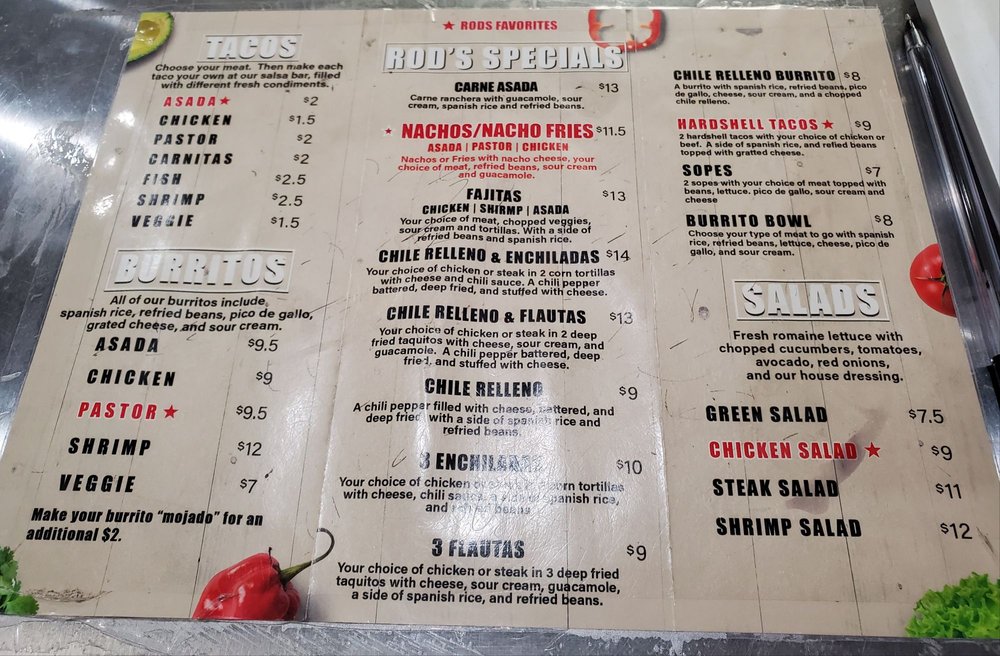 ★ RODS FAVORITES
TACOS
Choose your meat. Then make each
taco your own at our salsa bar, filled
with different fresh condiments.
ASADA★ $2
CHICKEN $1.5
PASTOR $2
CARNITAS $2
FISH $2.5
SHRIMP $2.5
VEGGIE $1.5
BURRITOS
All of our burritos include
spanish rice, refried beans, pico de gallo,
grated cheese, and sour cream.
ASADA $9.5
CHICKEN $9
PASTOR★ $9.5
SHRIMP $12
VEGGIE $7
Make your burrito “mojado” for an
additional $2.
ROD'S SPECIALS
CARNE ASADA $13
Carne ranchera with guacamole, sour
cream, spanish rice and refried beans.
★ NACHOS/NACHO FRIES $11.5
ASADA | PASTOR | CHICKEN
Nachos or Fries with nacho cheese, your
choice of meat, refried beans, sour cream
and guacamole.
FAJITAS $13
CHICKEN | SHIRMP | ASADA
Your choice of meat, chopped veggies,
sour cream and tortillas. With a side of
refried beans and spanish rice.
CHILE RELLENO & ENCHILADAS $14
Your choice of chicken or steak in 2 corn tortillas
with cheese and chili sauce. A chili pepper
battered, deep fried, and stuffed with cheese.
CHILE RELLENO & FLAUTAS $13
Your choice of chicken or steak in 2 deep
fried taquitos with cheese, sour cream, and
guacamole. A chili pepper battered, deep
fried, and stuffed with cheese.
CHILE RELLENO $9
A chili pepper filled with cheese, battered, and
deep fried with a side of spanish rice and
refried beans.
3 ENCHILADAS $10
Your choice of chicken or corn tortillas
with cheese, chili sauce, a side of spanish rice,
and refried beans
3 FLAUTAS $9
Your choice of chicken or steak in 3 deep fried
taquitos with cheese, sour cream, guacamole,
a side of spanish rice, and refried beans.
CHILE RELLENO BURRITO $8
A burrito with spanish rice, refried beans, pico
de gallo, cheese, sour cream, and a chopped
chile relleno.
HARDSHELL TACOS ★ $9
2 hardshell tacos with your choice of chicken or
beef. A side of spanish rice, and refied beans
topped with gratted cheese.
SOPES $7
2 sopes with your choice of meat topped with
beans, lettuce, pico de gallo, sour cream and
cheese
BURRITO BOWL $8
Choose your type of meat to go with spanish
rice, refried beans, lettuce, cheese, pico de
gallo, and sour cream.
SALADS
Fresh romaine lettuce with
chopped cucumbers, tomatoes,
avocado, red onions,
and our house dressing.
GREEN SALAD $7.5
CHICKEN SALAD ★ $9
STEAK SALAD $11
SHRIMP SALAD $12